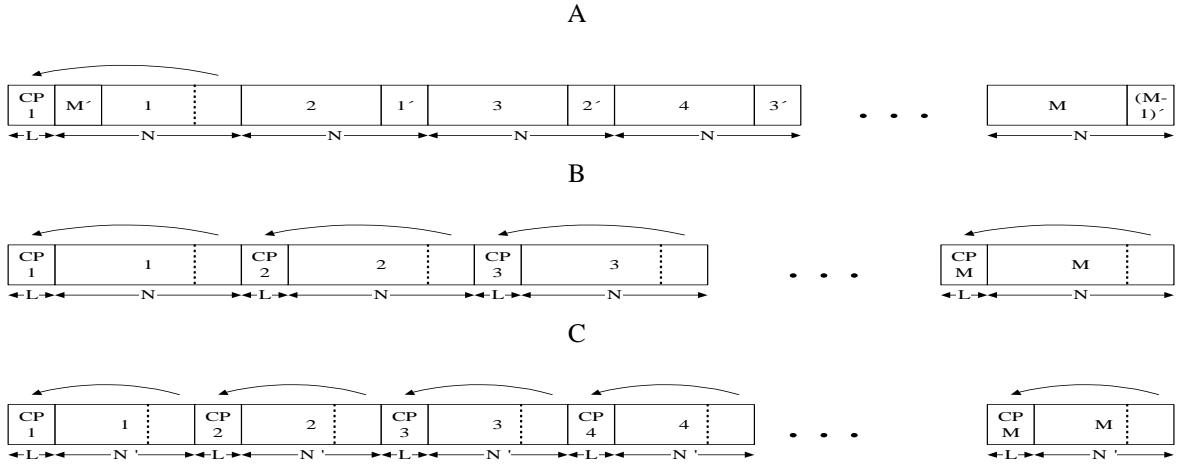 A
CP 1 M´ 1 2 1´ 3 2´ 4 3´ . . . M (M-1)´
L N N N N N
B
CP 1 1 CP 2 2 CP 3 3 . . . CP M M
L N L N L N L N
C
CP 1 1 CP 2 2 CP 3 3 CP 4 4 . . . CP M M
L N ' L N ' L N ' L N ' L N '